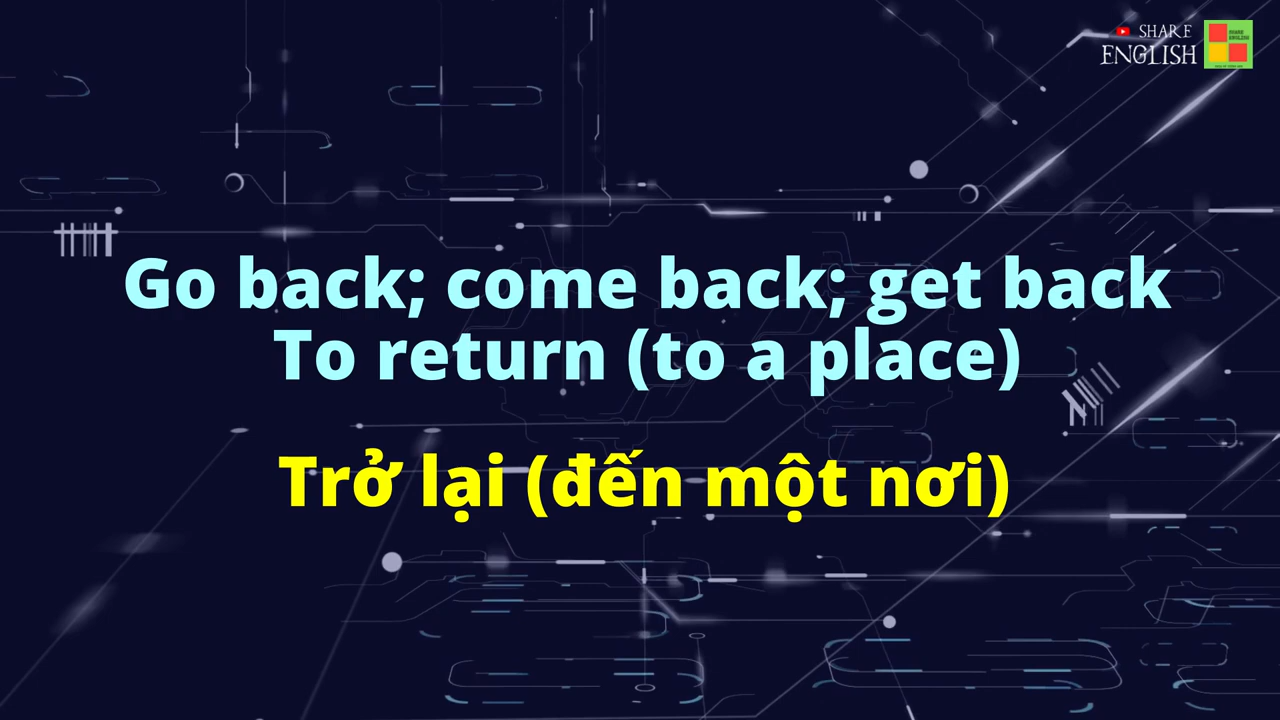 SHARE
ENGLISH
Go back; come back; get back
To return (to a place)
Trở lại (đến một nơi)